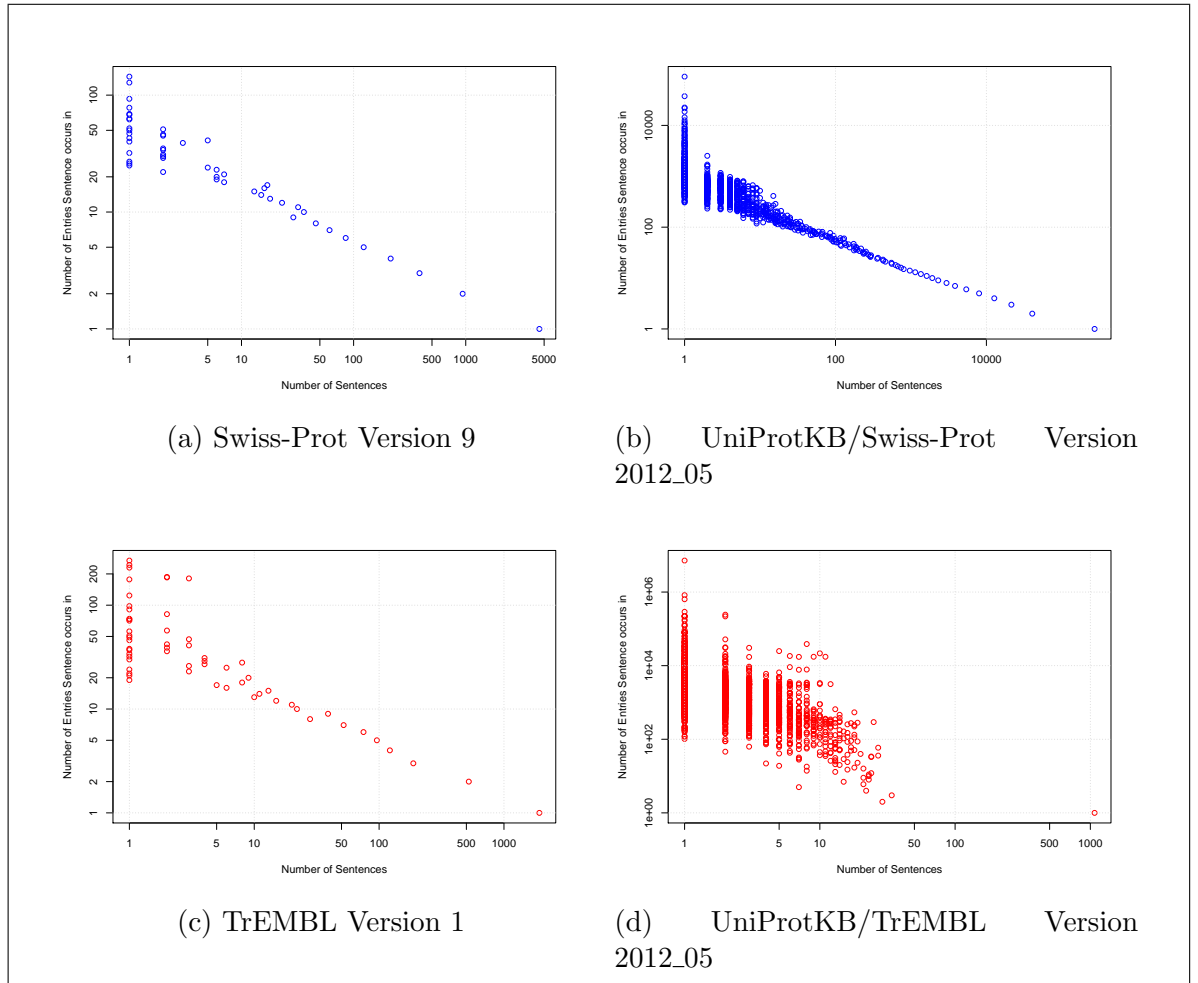 100
50
20
10
5
2
1
Number of Entries Sentence occurs in
1 5 10 50 100 500 1000 5000
Number of Sentences
(a) Swiss-Prot Version 9
10000
100
1
Number of Entries Sentence occurs in
1 100 10000
Number of Sentences
(b) UniProtKB/Swiss-Prot Version
2012_05
200
100
50
20
10
5
2
1
Number of Entries Sentence occurs in
1 5 10 50 100 500 1000
Number of Sentences
(c) TrEMBL Version 1
1e+06
1e+04
1e+02
1e+00
Number of Entries Sentence occurs in
1 5 10 50 100 500 1000
Number of Sentences
(d) UniProtKB/TrEMBL Version
2012_05